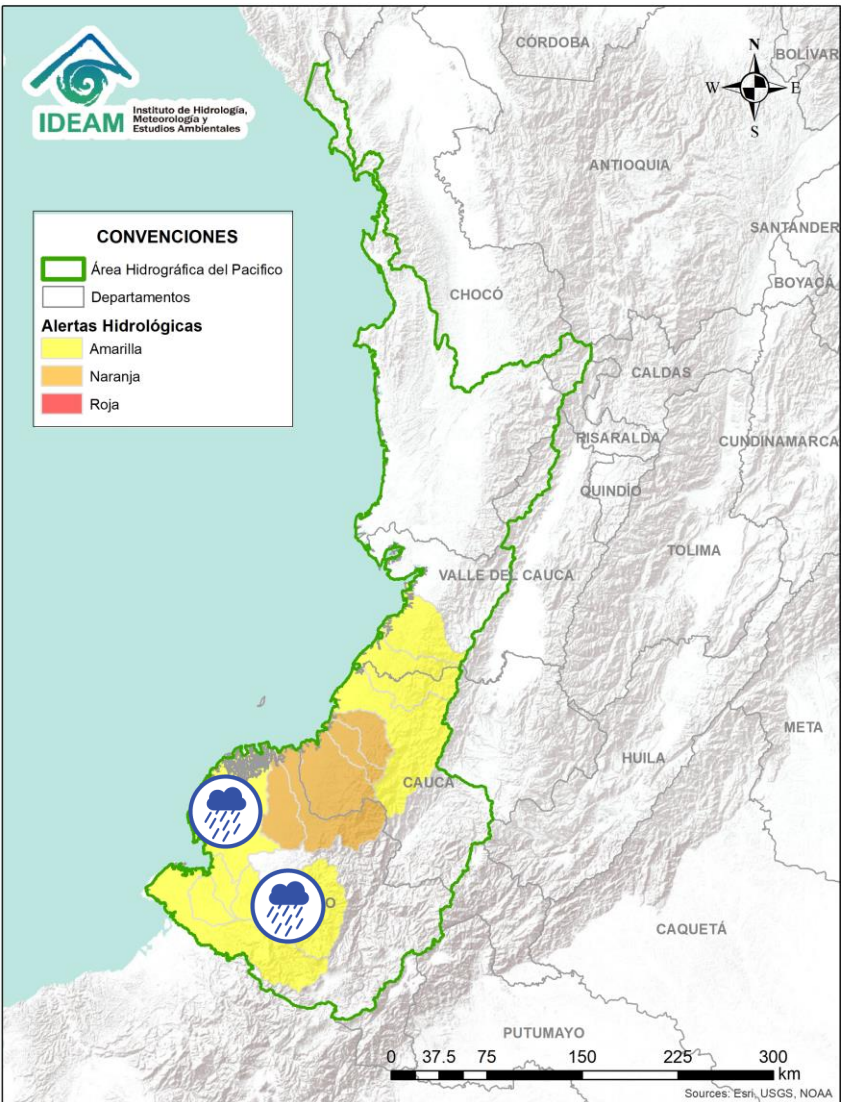 IDEAM
Instituto de Hidrología,
Meteorología y
Estudios Ambientales
N
W
E
S
CÓRDOBA
BOLÍVAR
ANTIOQUIA
SANTANDER
BOYACÁ
CHOCÓ
CALDAS
RISARALDA
CUNDINAMARCA
QUINDÍO
TOLIMA
VALLE DEL CAUCA
META
HUILA
CAUCA
O
CAQUETÁ
PUTUMAYO
CONVENCIONES
Área Hidrográfica del Pacifico
Departamentos
Alertas Hidrológicas
Amarilla
Naranja
Roja
0 37.5 75 150 225 300
km
Sources: Esri, USGS, NOAA